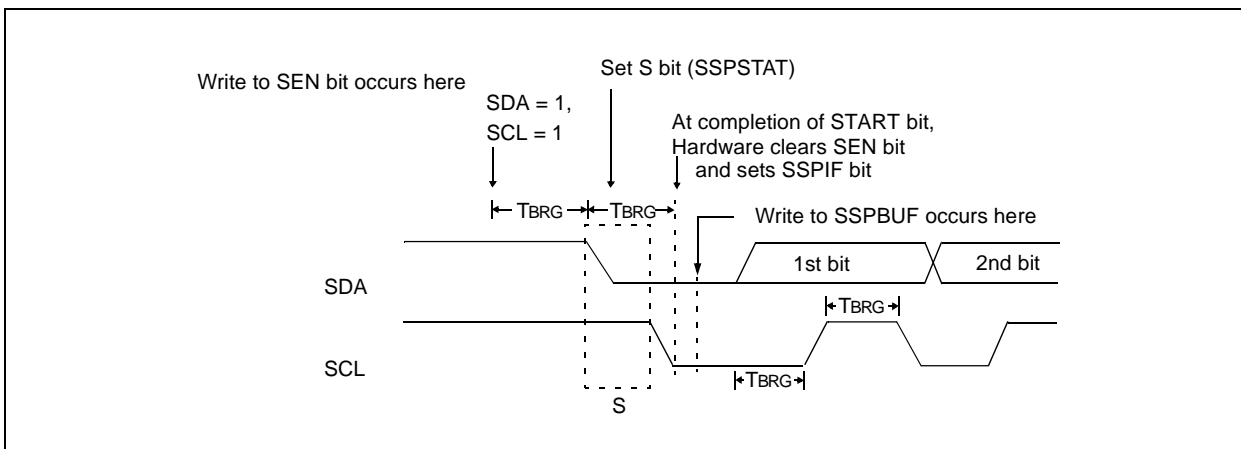 Write to SEN bit occurs here
Set S bit (SSPSTAT)
SDA = 1,
SCL = 1
At completion of START bit,
Hardware clears SEN bit
and sets SSPIF bit
TBRG
TBRG
Write to SSPBUF occurs here
SDA
1st bit
2nd bit
TBRG
SCL
TBRG
S